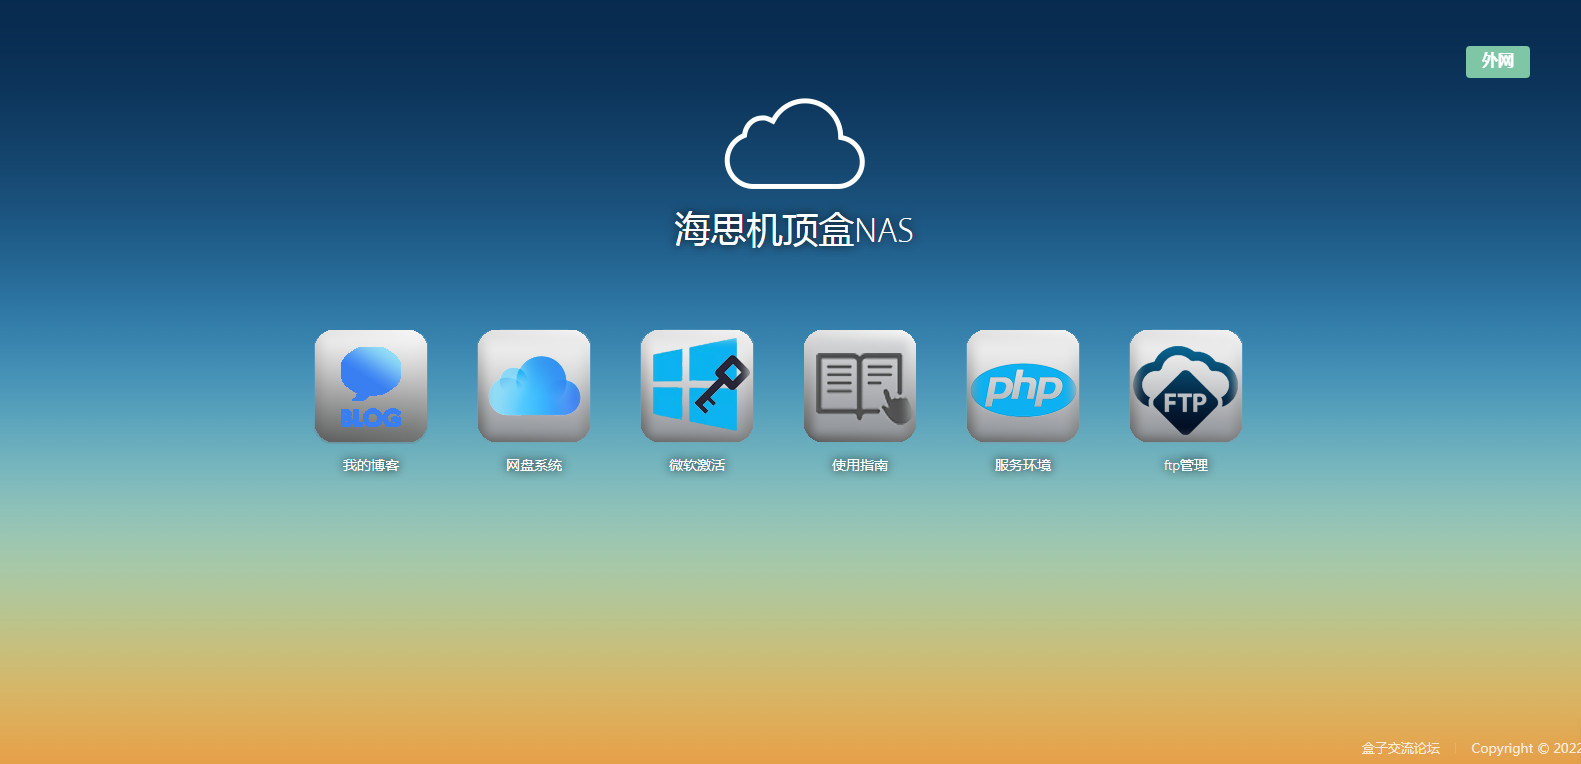 外网
海思机顶盒NAS
BLOG
php
FTP
我的博客
网盘系统
微软激活
使用指南
服务环境
ftp管理
盒子交流论坛 | Copyright © 2022